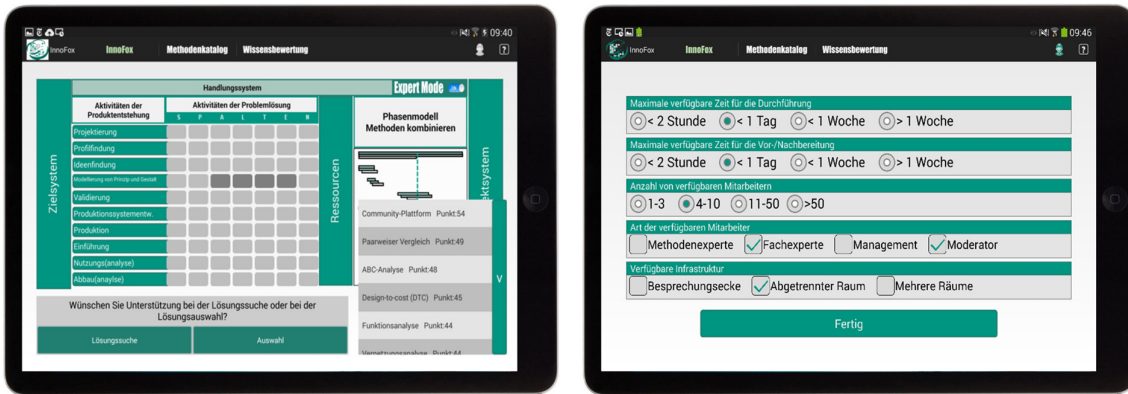 09:40
InnoFox
InnoFox
Methodenkatalog
Wissensbewertung
?
Zielsystem
Handlungssystem
Expert Mode
Aktivitäten der
Produktentstehung
Aktivitäten der Problemlösung
S P A L T E N
Projektierung
Profilfindung
Ideenfindung
Modellierung von Prinzip und Gestalt
Validierung
Produktionssystementw.
Produktion
Einführung
Nutzungs(analyse)
Abbau(anaylse)
Ressourcen
Phasenmodell
Methoden kombinieren
ektsystem
Community-Plattform Punkt:54
Paarweiser Vergleich Punkt:49
ABC-Analyse Punkt:48
Design-to-cost (DTC) Punkt:45
Funktionsanalyse Punkt:44
Vernetzungsanalyse Punkt:44
V
Wünschen Sie Unterstützung bei der Lösungssuche oder bei der
Lösungsauswahl?
Lösungssuche
Auswahl
09:46
InnoFox
InnoFox
Methodenkatalog
Wissensbewertung
?
Maximale verfügbare Zeit für die Durchführung
< 2 Stunde < 1 Tag < 1 Woche > 1 Woche
Maximale verfügbare Zeit für die Vor-/Nachbereitung
< 2 Stunde < 1 Tag < 1 Woche > 1 Woche
Anzahl von verfügbaren Mitarbeitern
1-3 4-10 11-50 >50
Art der verfügbaren Mitarbeiter
Methodenexperte Fachexperte Management Moderator
Verfügbare Infrastruktur
Besprechungsecke Abgetrennter Raum Mehrere Räume
Fertig